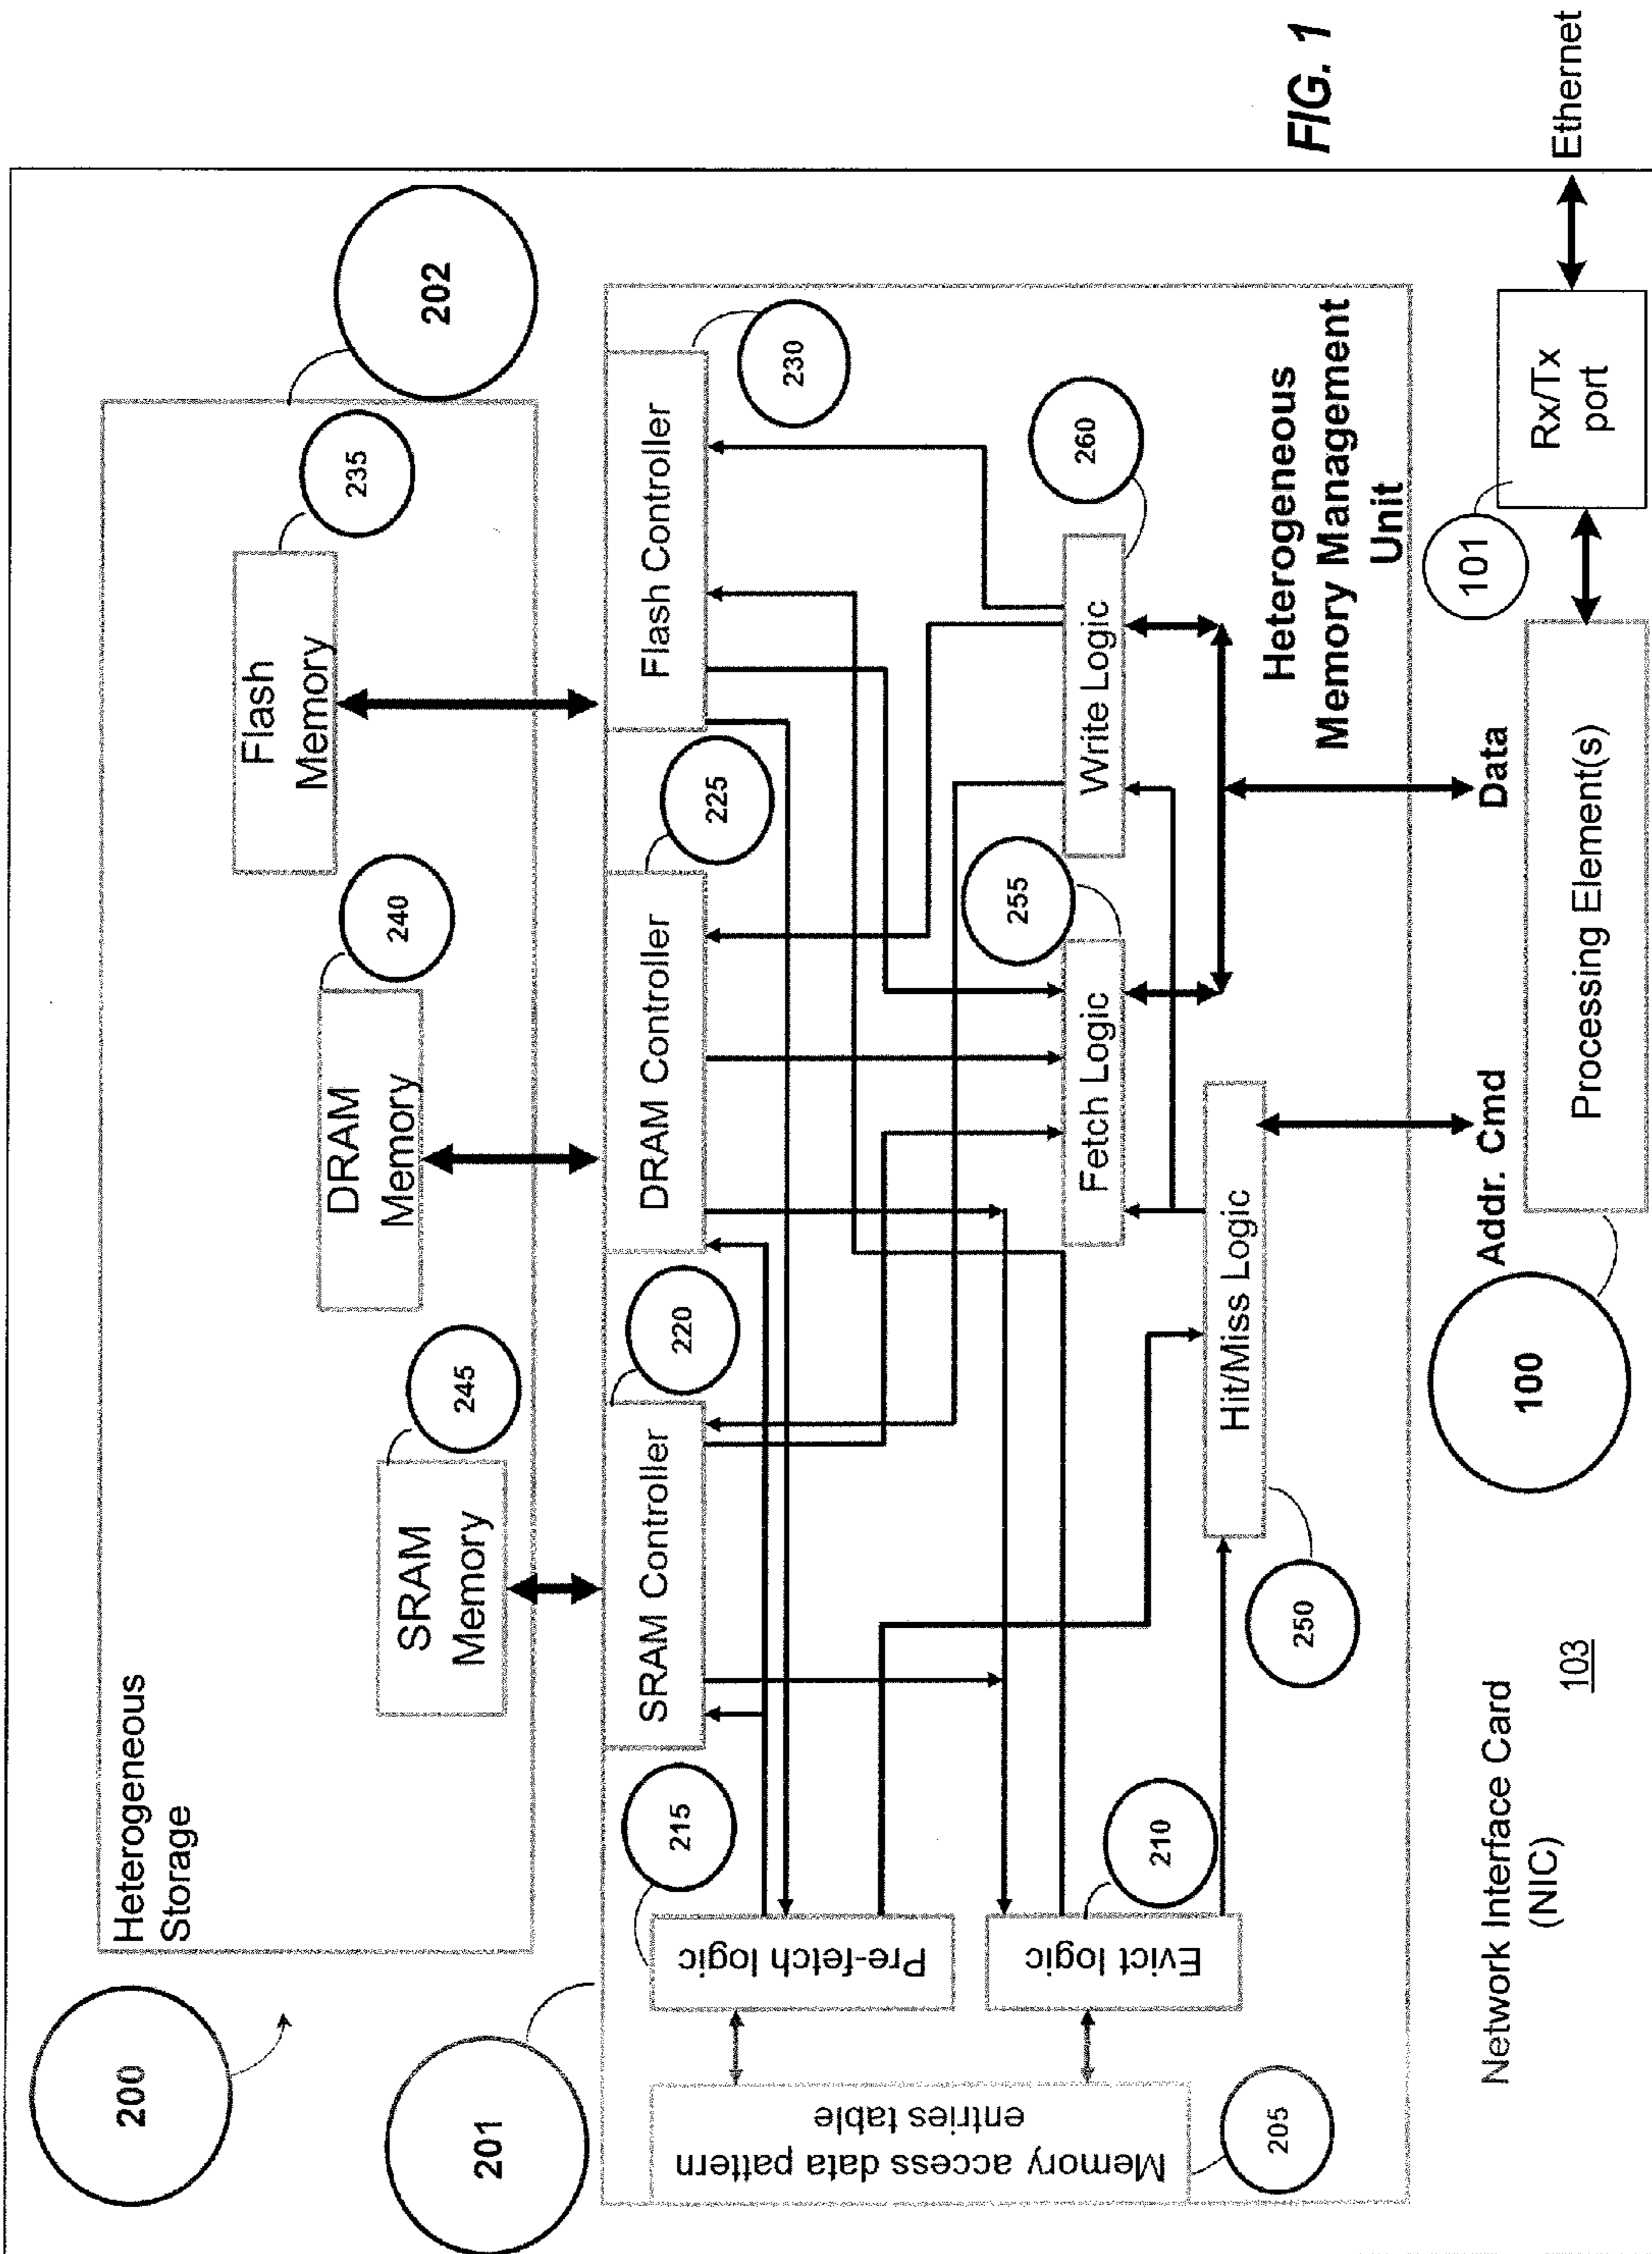 200
Heterogeneous
Storage
202
SRAM
Memory
245
DRAM
Memory
240
Flash
Memory
235
201
215
SRAM Controller
220
DRAM Controller
225
Flash Controller
230
Memory access data pattern
entries table
205
Pre-fetch logic
Evict logic
210
Fetch Logic
255
Write Logic
260
Hit/Miss Logic
250
Heterogeneous
Memory Management
Unit
FIG. 1
Network Interface Card
(NIC)
103
Addr. Cmd
Data
100
Processing Element(s)
101
Rx/Tx
port
Ethernet